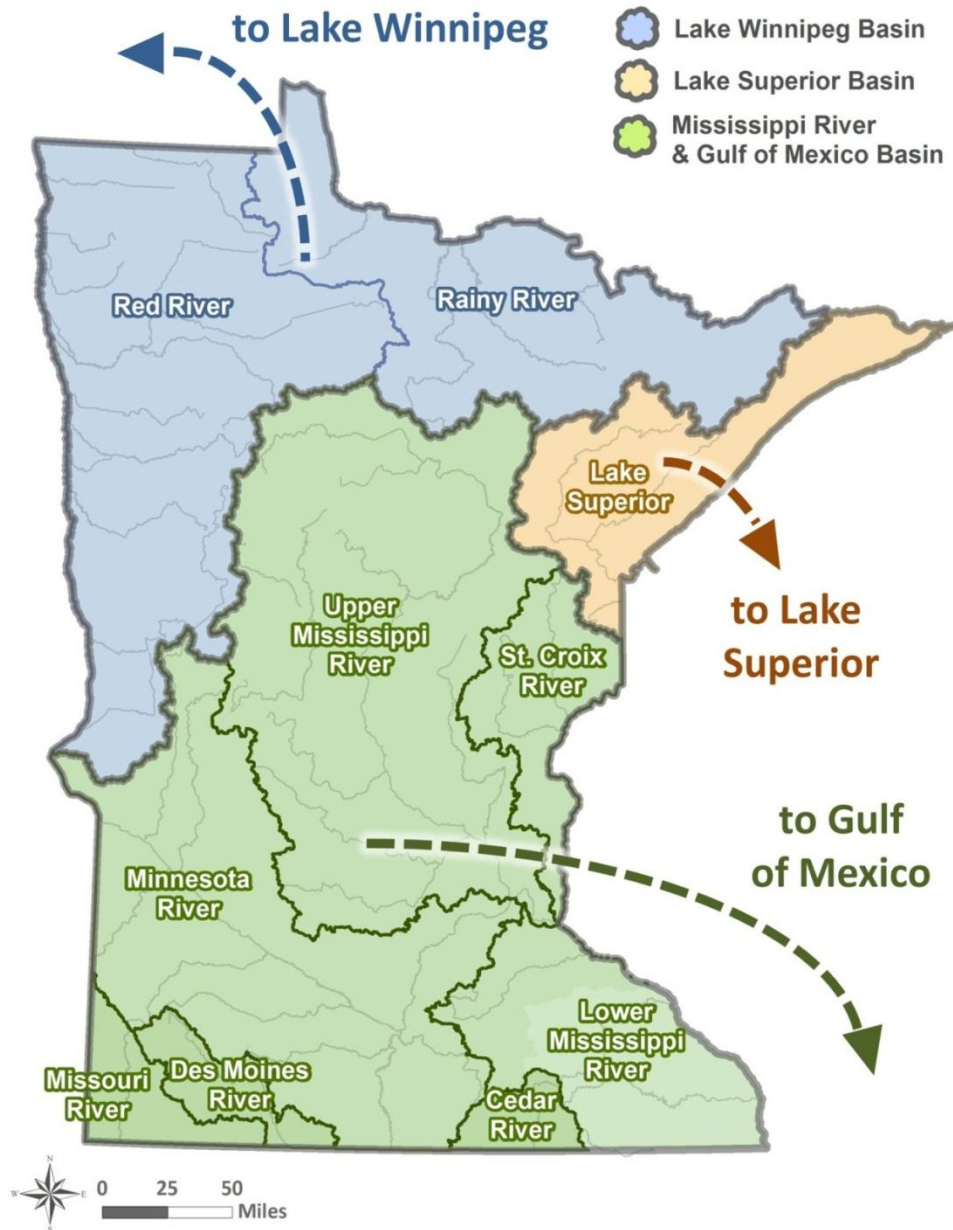 to Lake Winnipeg
Lake Winnipeg Basin
Lake Superior Basin
Mississippi River
& Gulf of Mexico Basin
Red River
Rainy River
Lake
Superior
to Lake
Superior
Upper
Mississippi
River
St. Croix
River
to Gulf
of Mexico
Minnesota
River
Lower
Mississippi
River
Missouri
River
Des Moines
River
Cedar
River
N
W
E
S
0 25 50
Miles